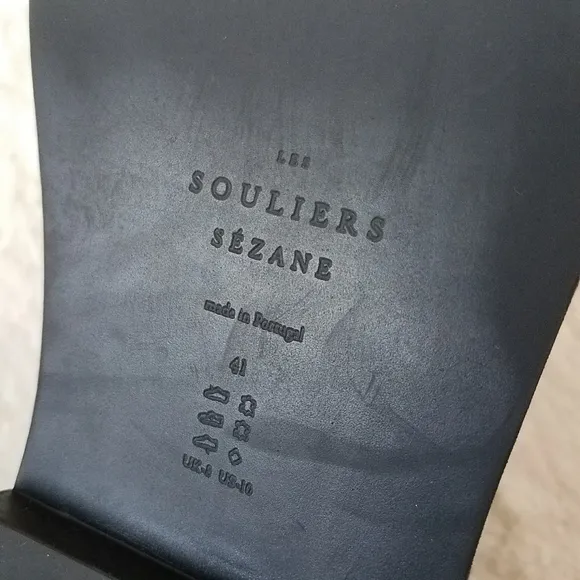 LES
SOULIERS
SÉZANE
made in Portugal
41
UK-8 US-10